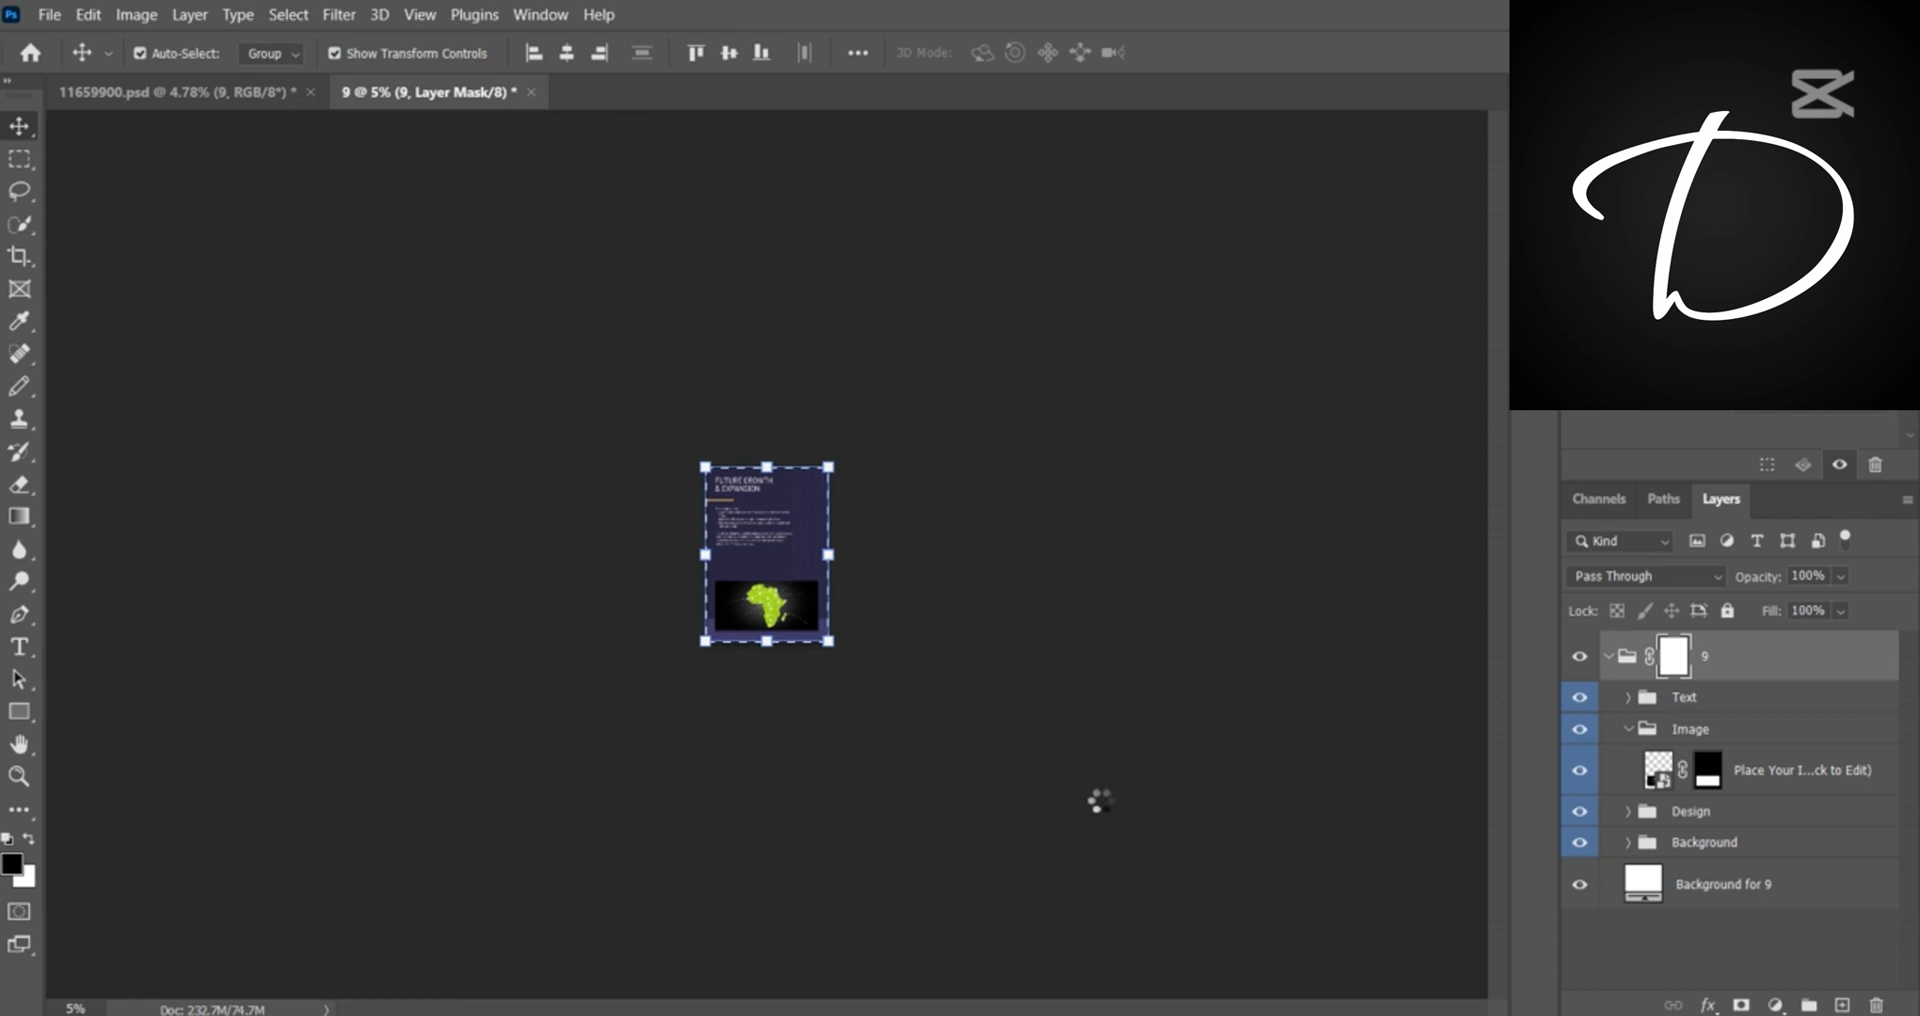 Ps File Edit Image Layer Type Select Filter 3D View Plugins Window Help
Auto-Select: Group Show Transform Controls 3D Mode:
11659900.psd @ 4.78% (9, RGB/8*) * × 9 @ 5% (9, Layer Mask/8) * ×
D
FUTURE GROWTH
& EXPANSION
Channels Paths Layers
Kind
Pass Through Opacity: 100%
Lock: Fill: 100%
9
Text
Image
Place Your I...ck to Edit)
Design
Background
Background for 9
fx
5% Doc: 232.7M/74.7M